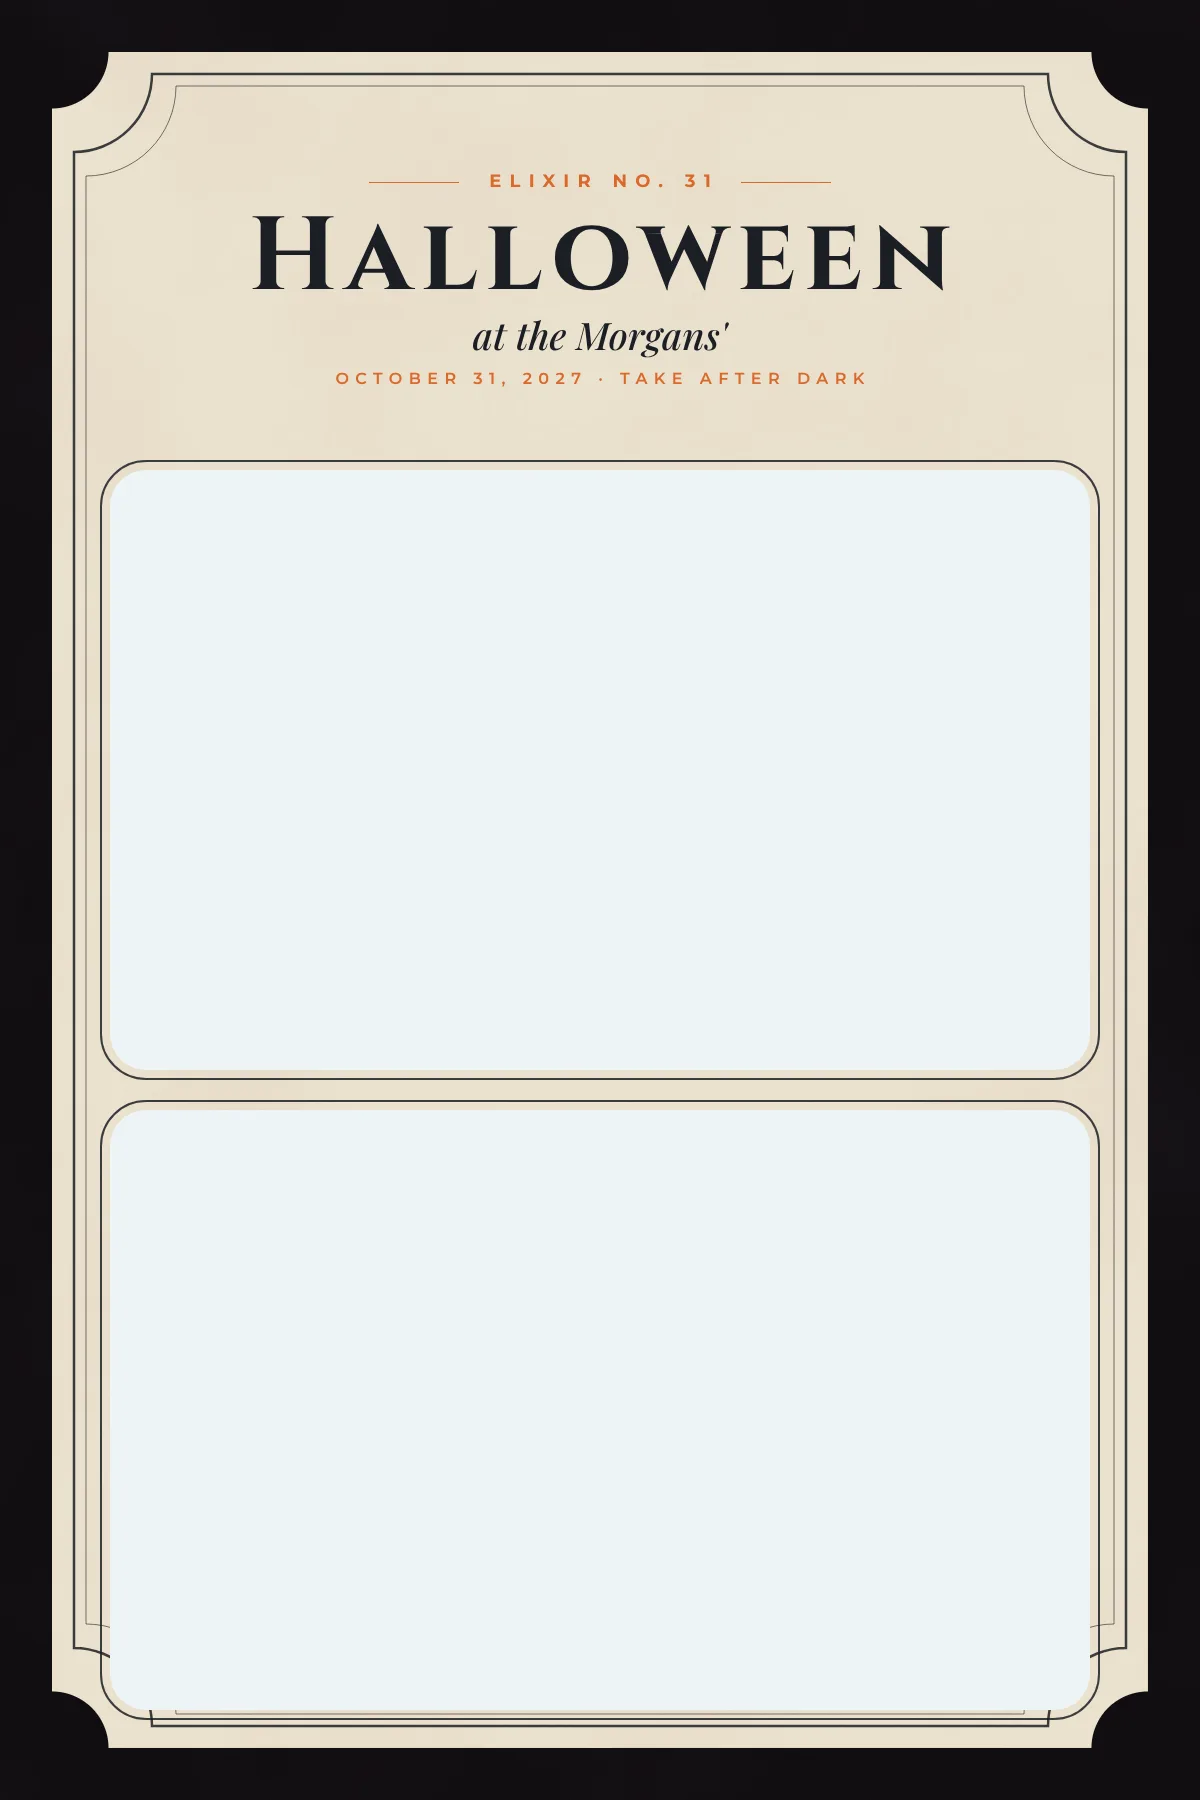 ELIXIR NO. 31
HALLOWEEN
at the Morgans'
OCTOBER 31, 2027 · TAKE AFTER DARK